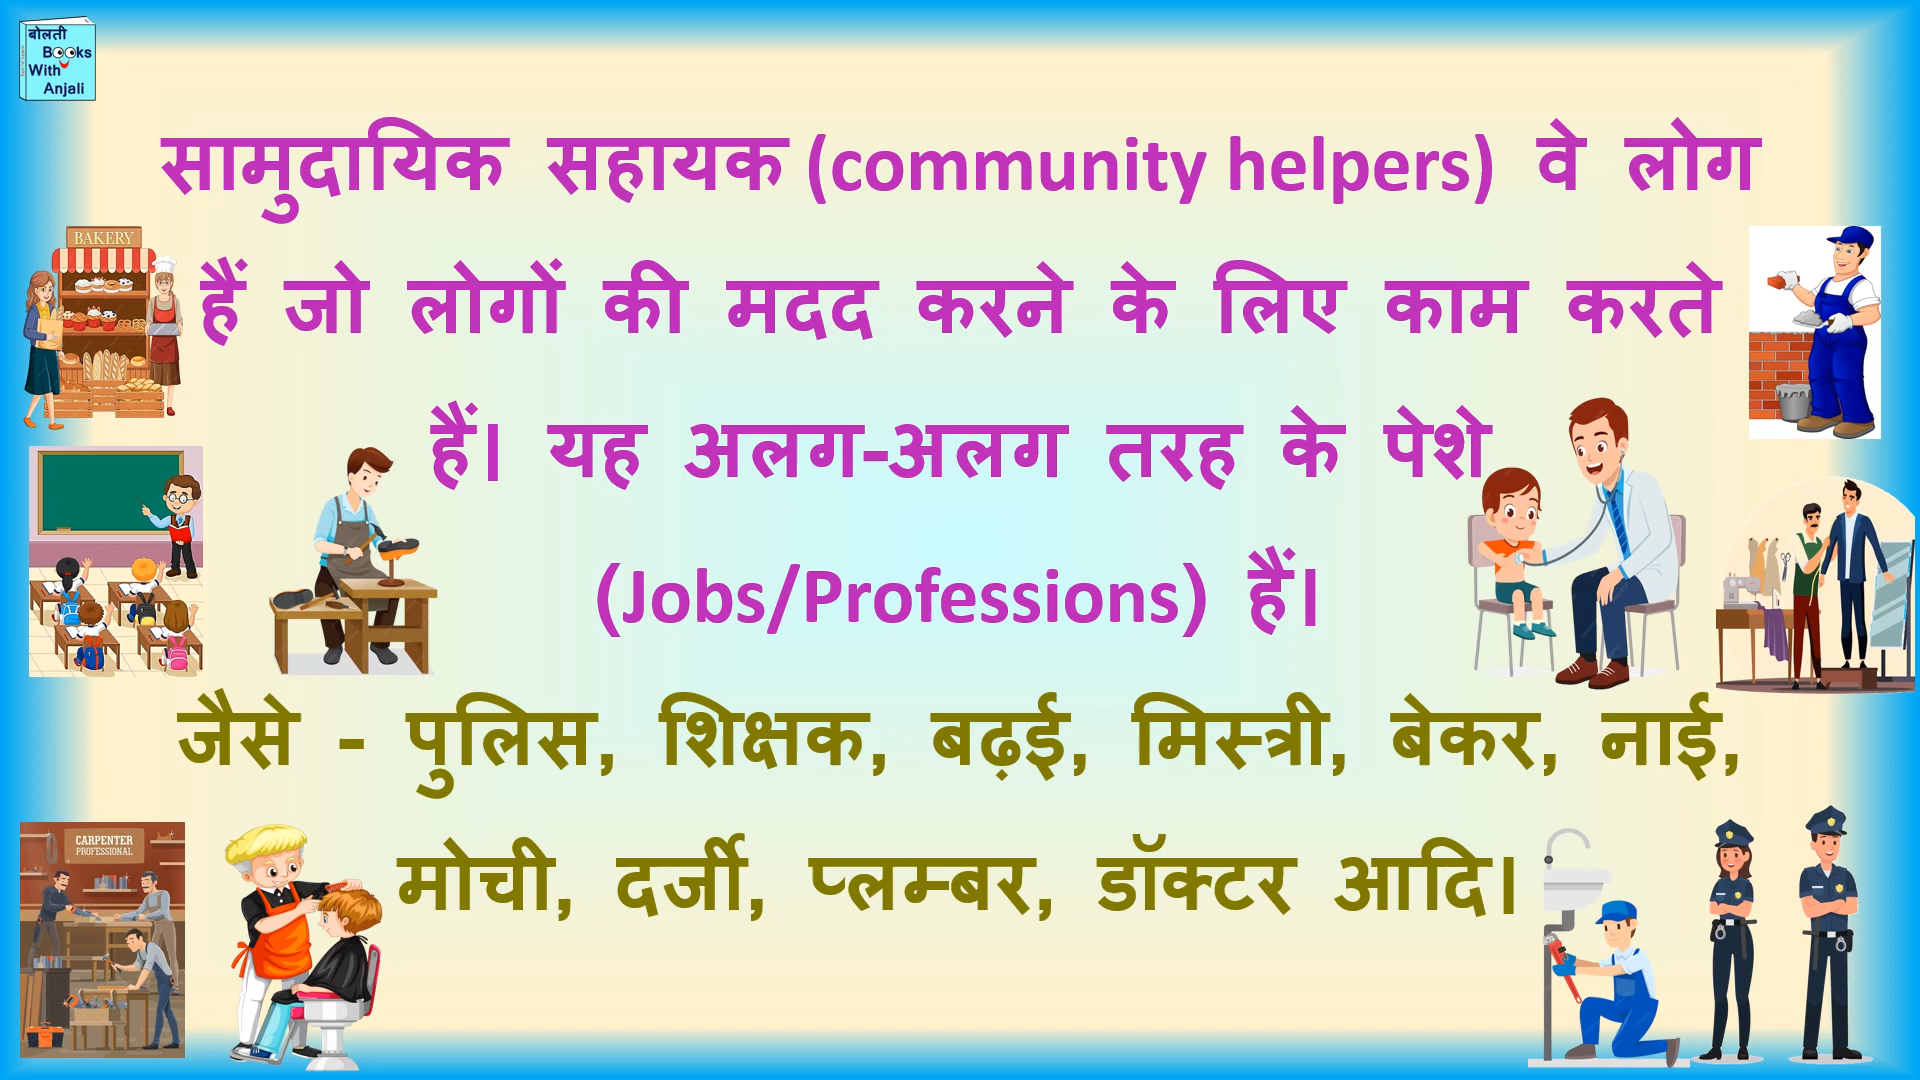 बोलती
Books
With
Anjali
सामुदायिक सहायक (community helpers) वे लोग
हैं जो लोगों की मदद करने के लिए काम करते
हैं। यह अलग-अलग तरह के पेशे
(Jobs/Professions) हैं।
जैसे - पुलिस, शिक्षक, बढ़ई, मिस्त्री, बेकर, नाई,
मोची, दर्जी, प्लम्बर, डॉक्टर आदि।
BAKERY
CARPENTER
PROFESSIONAL